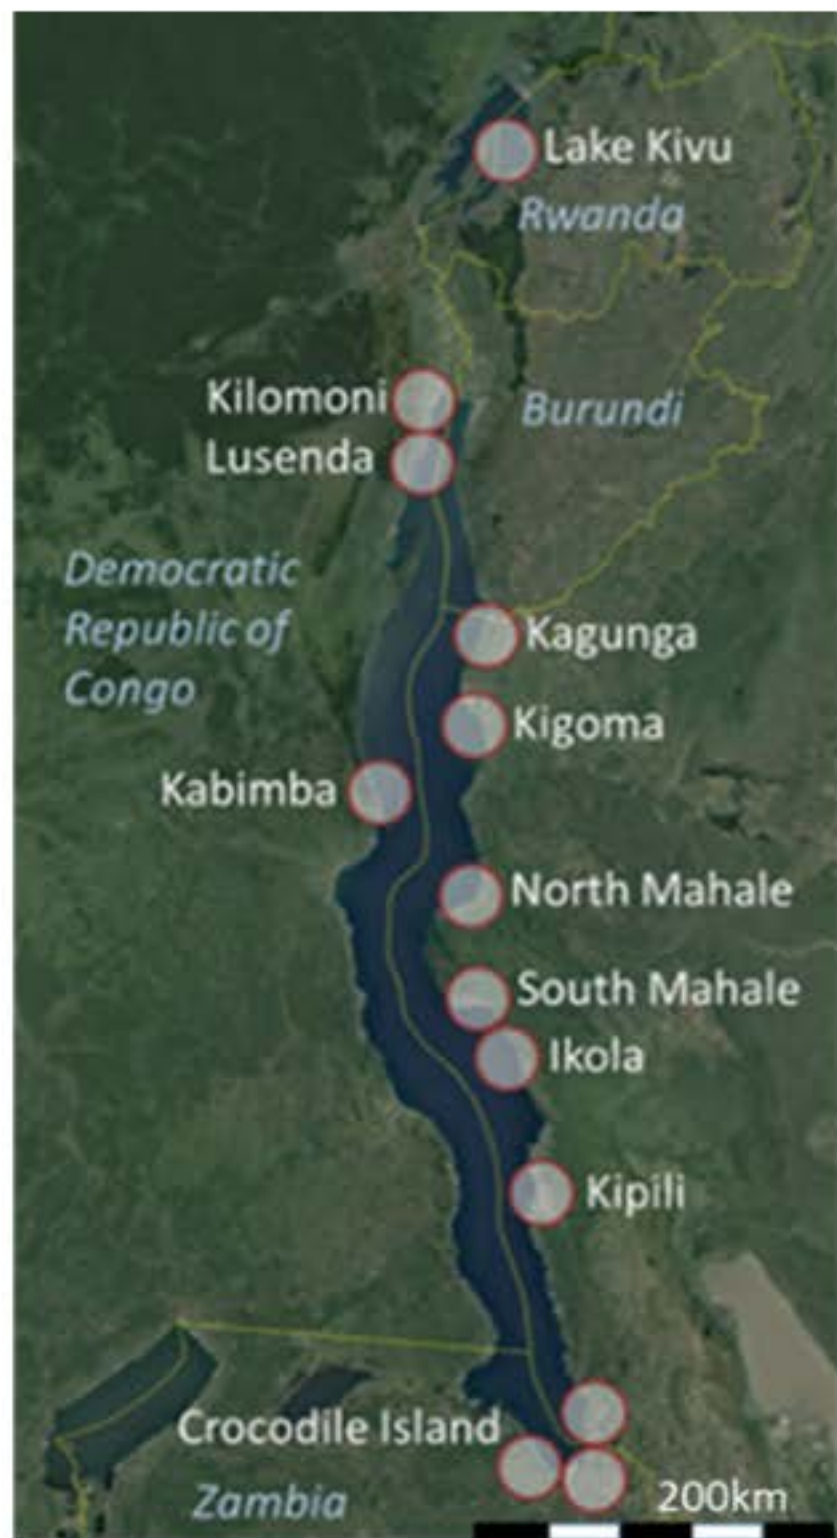 Lake Kivu
Rwanda
Kilomoni
Burundi
Lusenda
Democratic
Republic of
Congo
Kagunga
Kigoma
Kabimba
North Mahale
South Mahale
Ikola
Kipili
Crocodile Island
Zambia
200km